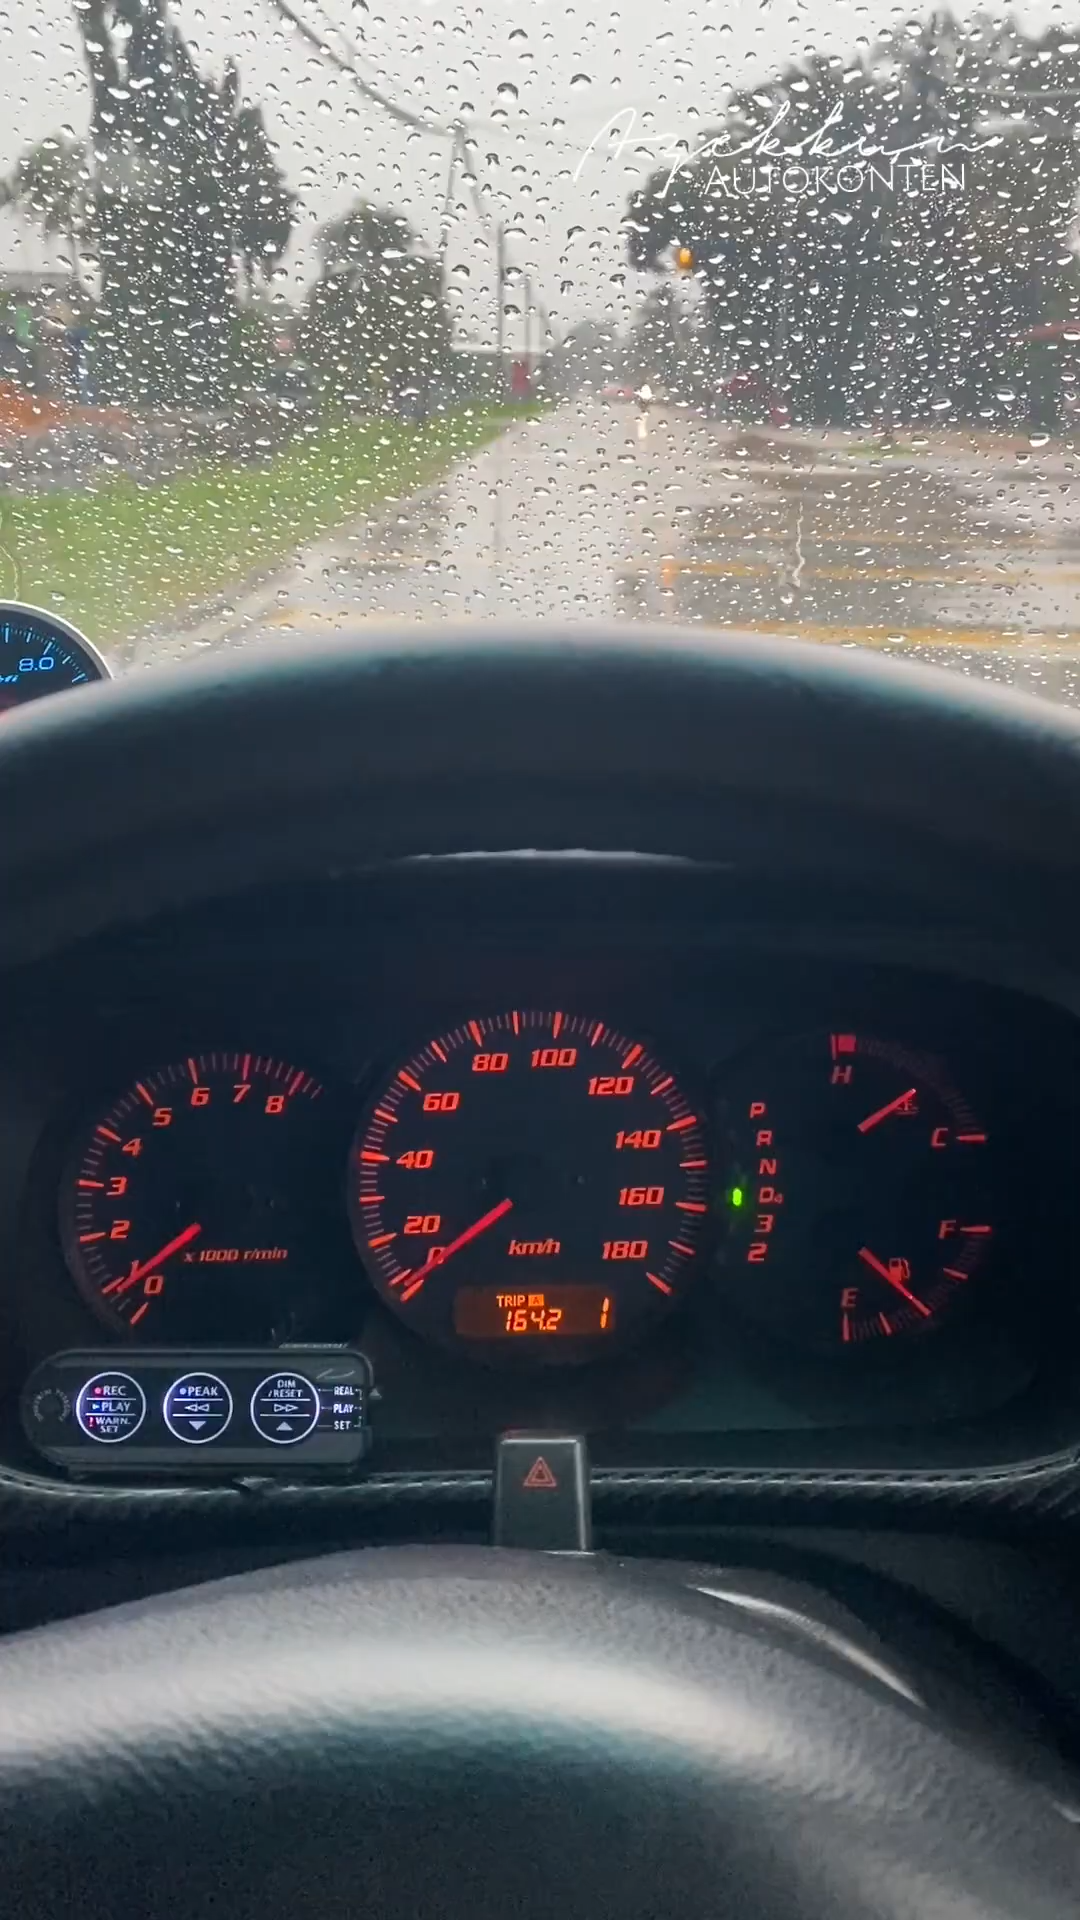 AUTOKONTEN
8.0
0
1
2
3
4
5
6
7
8
x 1000 r/min
0
20
40
60
80
100
120
140
160
180
km/h
TRIP A
164.2 1
P
R
N
D4
3
2
H
C
F
E
REC
PLAY
! WARN.
SET
PEAK
DIM
/RESET
REAL
PLAY
SET